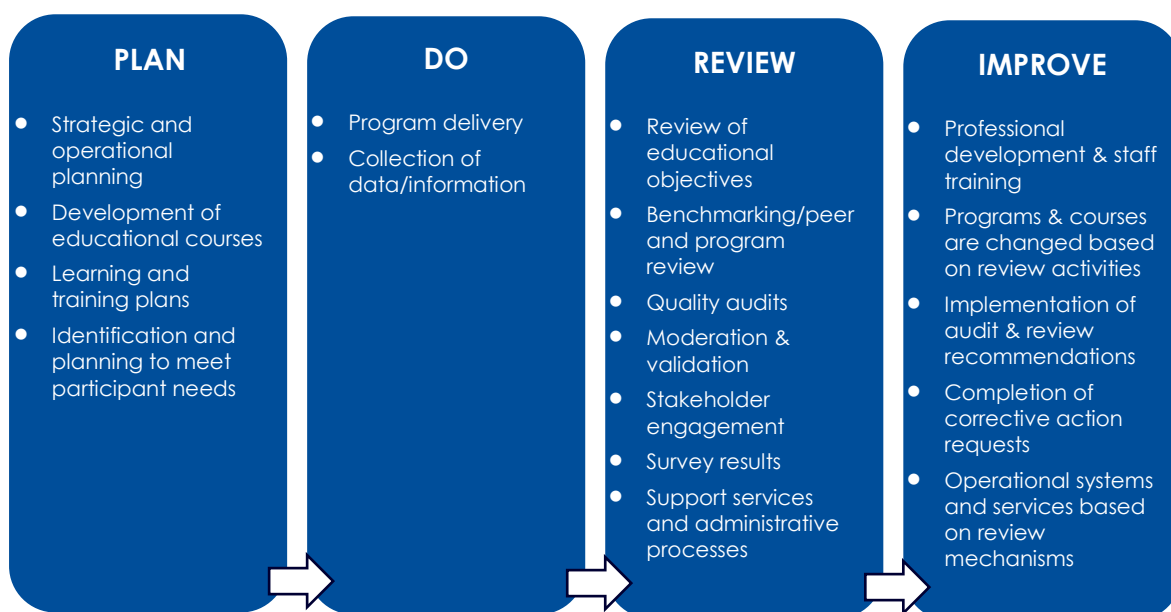 PLAN
Strategic and
operational
planning
Development of
educational courses
Learning and
training plans
Identification and
planning to meet
participant needs
DO
Program delivery
Collection of
data/information
REVIEW
Review of
educational
objectives
Benchmarking/peer
and program
review
Quality audits
Moderation &
validation
Stakeholder
engagement
Survey results
Support services
and administrative
processes
IMPROVE
Professional
development & staff
training
Programs & courses
are changed based
on review activities
Implementation of
audit & review
recommendations
Completion of
corrective action
requests
Operational systems
and services based
on review
mechanisms